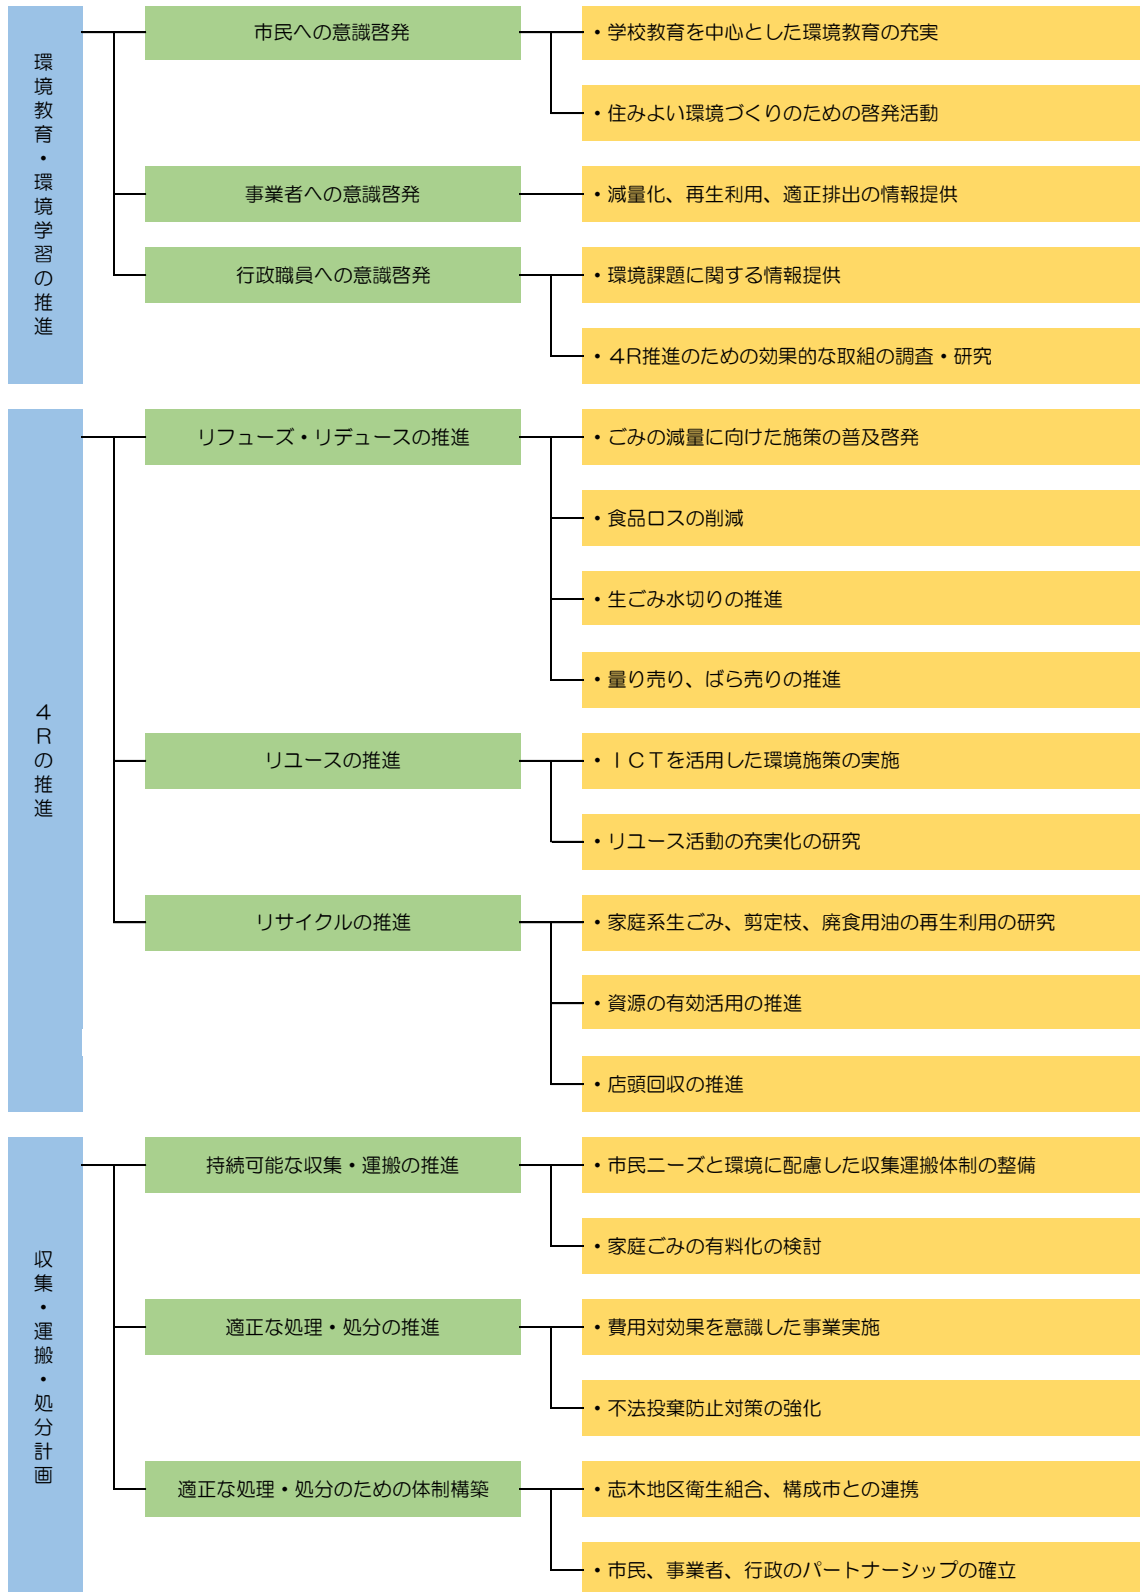 環境教育・環境学習の推進
市民への意識啓発
・学校教育を中心とした環境教育の充実
・住みよい環境づくりのための啓発活動
事業者への意識啓発
・減量化、再生利用、適正排出の情報提供
行政職員への意識啓発
・環境課題に関する情報提供
・４Ｒ推進のための効果的な取組の調査・研究
４Ｒの推進
リフューズ・リデュースの推進
・ごみの減量に向けた施策の普及啓発
・食品ロスの削減
・生ごみ水切りの推進
・量り売り、ばら売りの推進
リユースの推進
・ＩＣＴを活用した環境施策の実施
・リユース活動の充実化の研究
リサイクルの推進
・家庭系生ごみ、剪定枝、廃食用油の再生利用の研究
・資源の有効活用の推進
・店頭回収の推進
収集・運搬・処分計画
持続可能な収集・運搬の推進
・市民ニーズと環境に配慮した収集運搬体制の整備
・家庭ごみの有料化の検討
適正な処理・処分の推進
・費用対効果を意識した事業実施
・不法投棄防止対策の強化
適正な処理・処分のための体制構築
・志木地区衛生組合、構成市との連携
・市民、事業者、行政のパートナーシップの確立